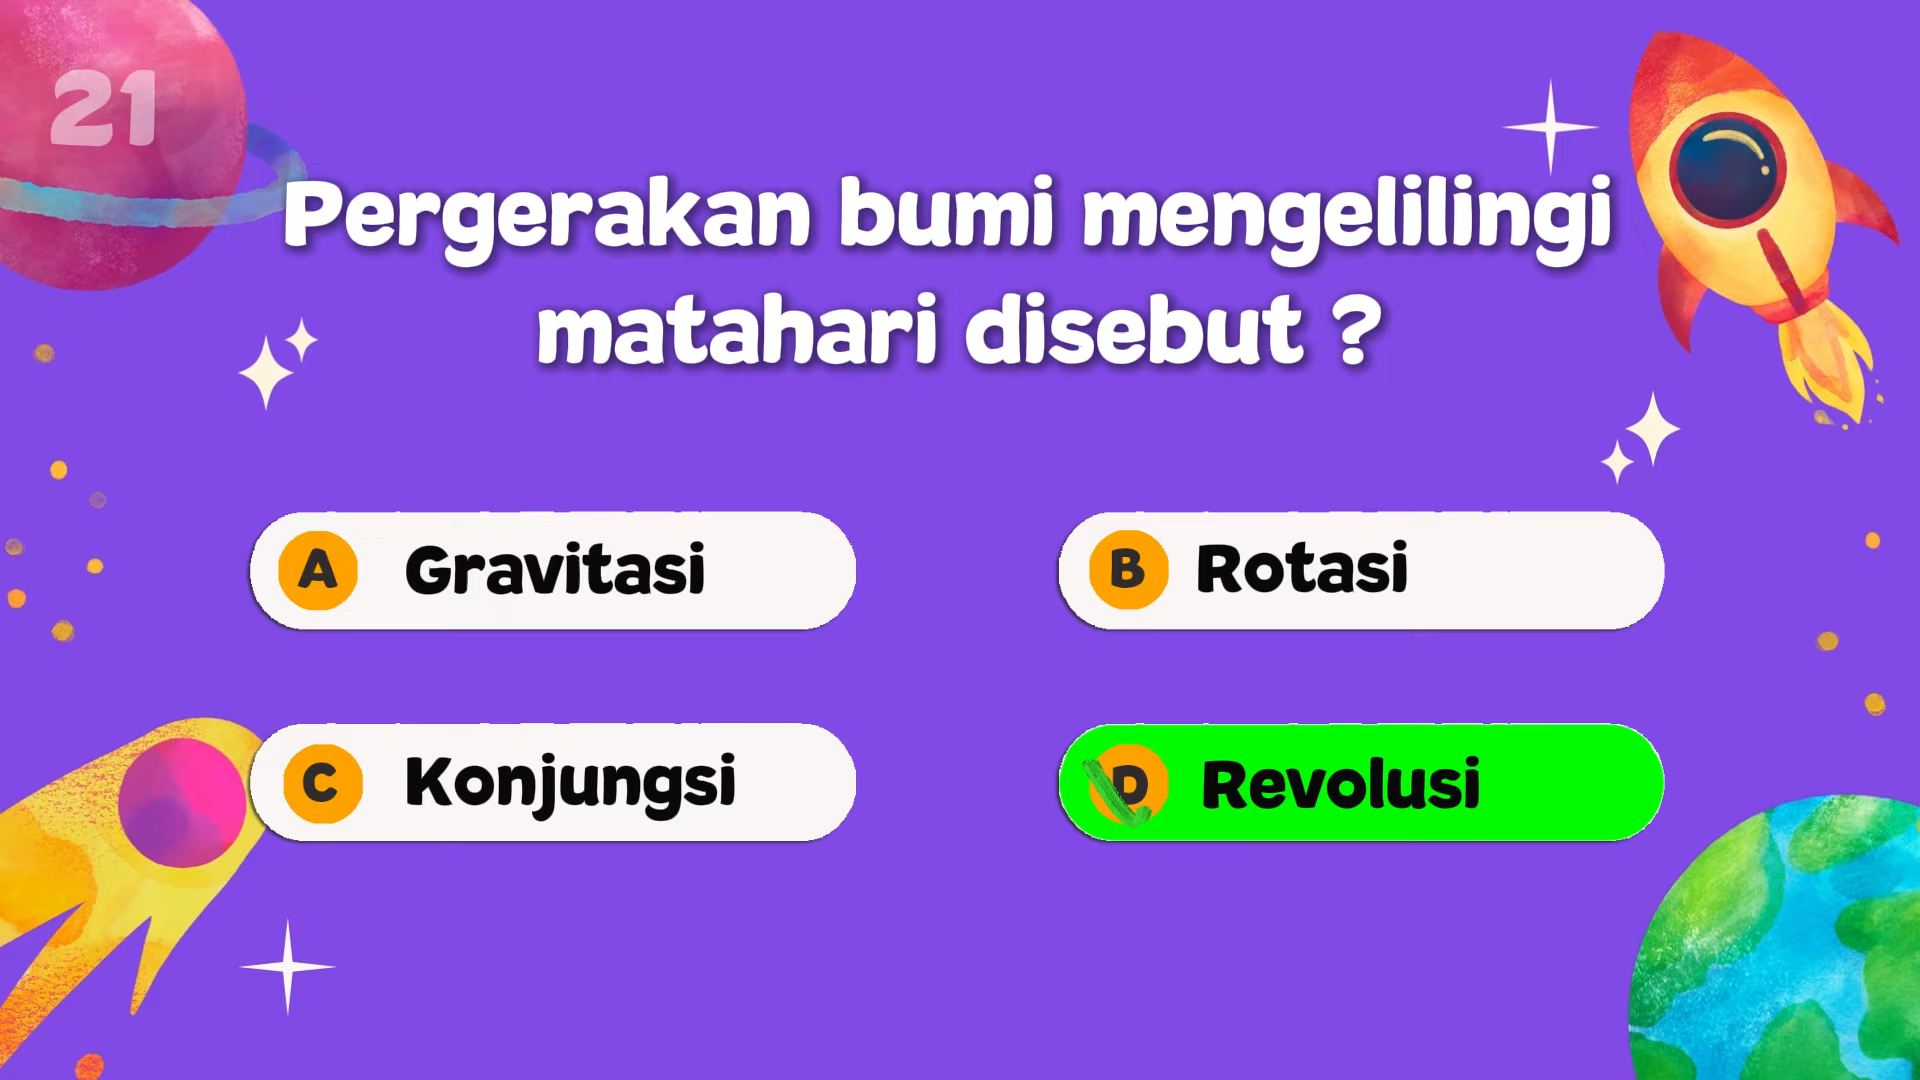 21
Pergerakan bumi mengelilingi
matahari disebut ?
A Gravitasi
B Rotasi
C Konjungsi
D Revolusi